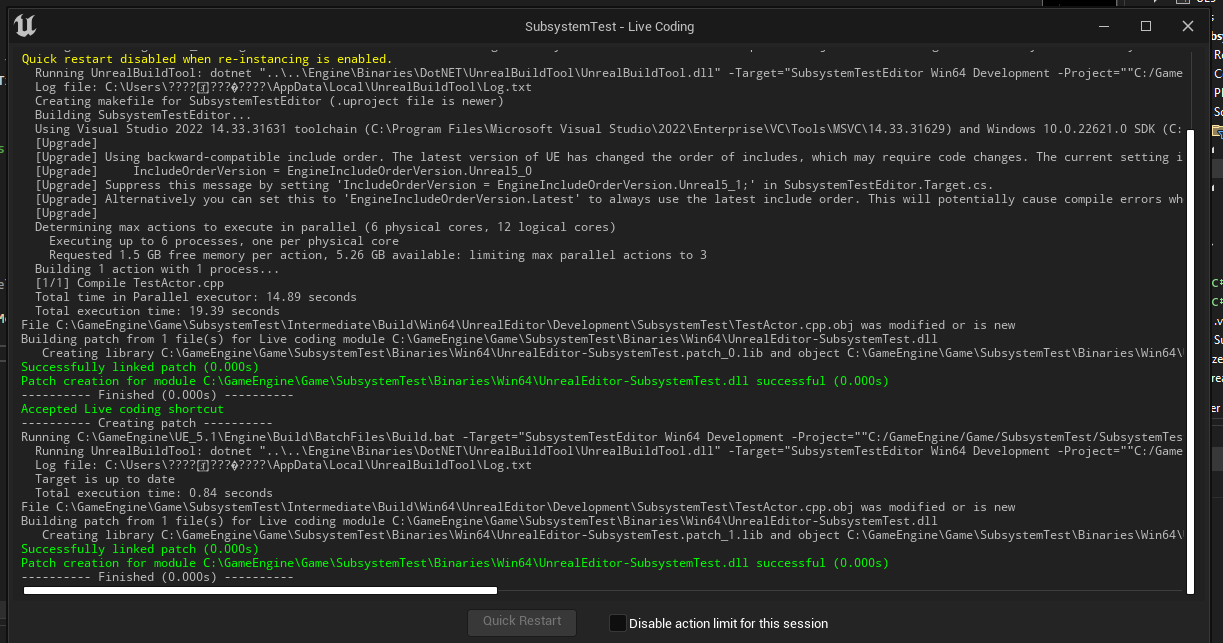 SubsystemTest - Live Coding
Quick restart disabled when re-instancing is enabled.
Running UnrealBuildTool: dotnet "..\..\Engine\Binaries\DotNET\UnrealBuildTool\UnrealBuildTool.dll" -Target="SubsystemTestEditor Win64 Development -Project=""C:/Game
Log file: C:\Users\????⍰???�????\AppData\Local\UnrealBuildTool\Log.txt
Creating makefile for SubsystemTestEditor (.uproject file is newer)
Building SubsystemTestEditor...
Using Visual Studio 2022 14.33.31631 toolchain (C:\Program Files\Microsoft Visual Studio\2022\Enterprise\VC\Tools\MSVC\14.33.31629) and Windows 10.0.22621.0 SDK (C:
[Upgrade]
[Upgrade] Using backward-compatible include order. The latest version of UE has changed the order of includes, which may require code changes. The current setting i
[Upgrade]     IncludeOrderVersion = EngineIncludeOrderVersion.Unreal5_0
[Upgrade] Suppress this message by setting 'IncludeOrderVersion = EngineIncludeOrderVersion.Unreal5_1;' in SubsystemTestEditor.Target.cs.
[Upgrade] Alternatively you can set this to 'EngineIncludeOrderVersion.Latest' to always use the latest include order. This will potentially cause compile errors wh
[Upgrade]
Determining max actions to execute in parallel (6 physical cores, 12 logical cores)
Executing up to 6 processes, one per physical core
Requested 1.5 GB free memory per action, 5.26 GB available: limiting max parallel actions to 3
Building 1 action with 1 process...
[1/1] Compile TestActor.cpp
Total time in Parallel executor: 14.89 seconds
Total execution time: 19.39 seconds
File C:\GameEngine\Game\SubsystemTest\Intermediate\Build\Win64\UnrealEditor\Development\SubsystemTest\TestActor.cpp.obj was modified or is new
Building patch from 1 file(s) for Live coding module C:\GameEngine\Game\SubsystemTest\Binaries\Win64\UnrealEditor-SubsystemTest.dll
Creating library C:\GameEngine\Game\SubsystemTest\Binaries\Win64\UnrealEditor-SubsystemTest.patch_0.lib and object C:\GameEngine\Game\SubsystemTest\Binaries\Win64\
Successfully linked patch (0.000s)
Patch creation for module C:\GameEngine\Game\SubsystemTest\Binaries\Win64\UnrealEditor-SubsystemTest.dll successful (0.000s)
---------- Finished (0.000s) ----------
Accepted Live coding shortcut
---------- Creating patch ----------
Running C:\GameEngine\UE_5.1\Engine\Build\BatchFiles\Build.bat -Target="SubsystemTestEditor Win64 Development -Project=""C:/GameEngine/Game/SubsystemTest/SubsystemTes
Running UnrealBuildTool: dotnet "..\..\Engine\Binaries\DotNET\UnrealBuildTool\UnrealBuildTool.dll" -Target="SubsystemTestEditor Win64 Development -Project=""C:/Game
Log file: C:\Users\????⍰???�????\AppData\Local\UnrealBuildTool\Log.txt
Target is up to date
Total execution time: 0.84 seconds
File C:\GameEngine\Game\SubsystemTest\Intermediate\Build\Win64\UnrealEditor\Development\SubsystemTest\TestActor.cpp.obj was modified or is new
Building patch from 1 file(s) for Live coding module C:\GameEngine\Game\SubsystemTest\Binaries\Win64\UnrealEditor-SubsystemTest.dll
Creating library C:\GameEngine\Game\SubsystemTest\Binaries\Win64\UnrealEditor-SubsystemTest.patch_1.lib and object C:\GameEngine\Game\SubsystemTest\Binaries\Win64\
Successfully linked patch (0.000s)
Patch creation for module C:\GameEngine\Game\SubsystemTest\Binaries\Win64\UnrealEditor-SubsystemTest.dll successful (0.000s)
---------- Finished (0.000s) ----------
Quick Restart
Disable action limit for this session